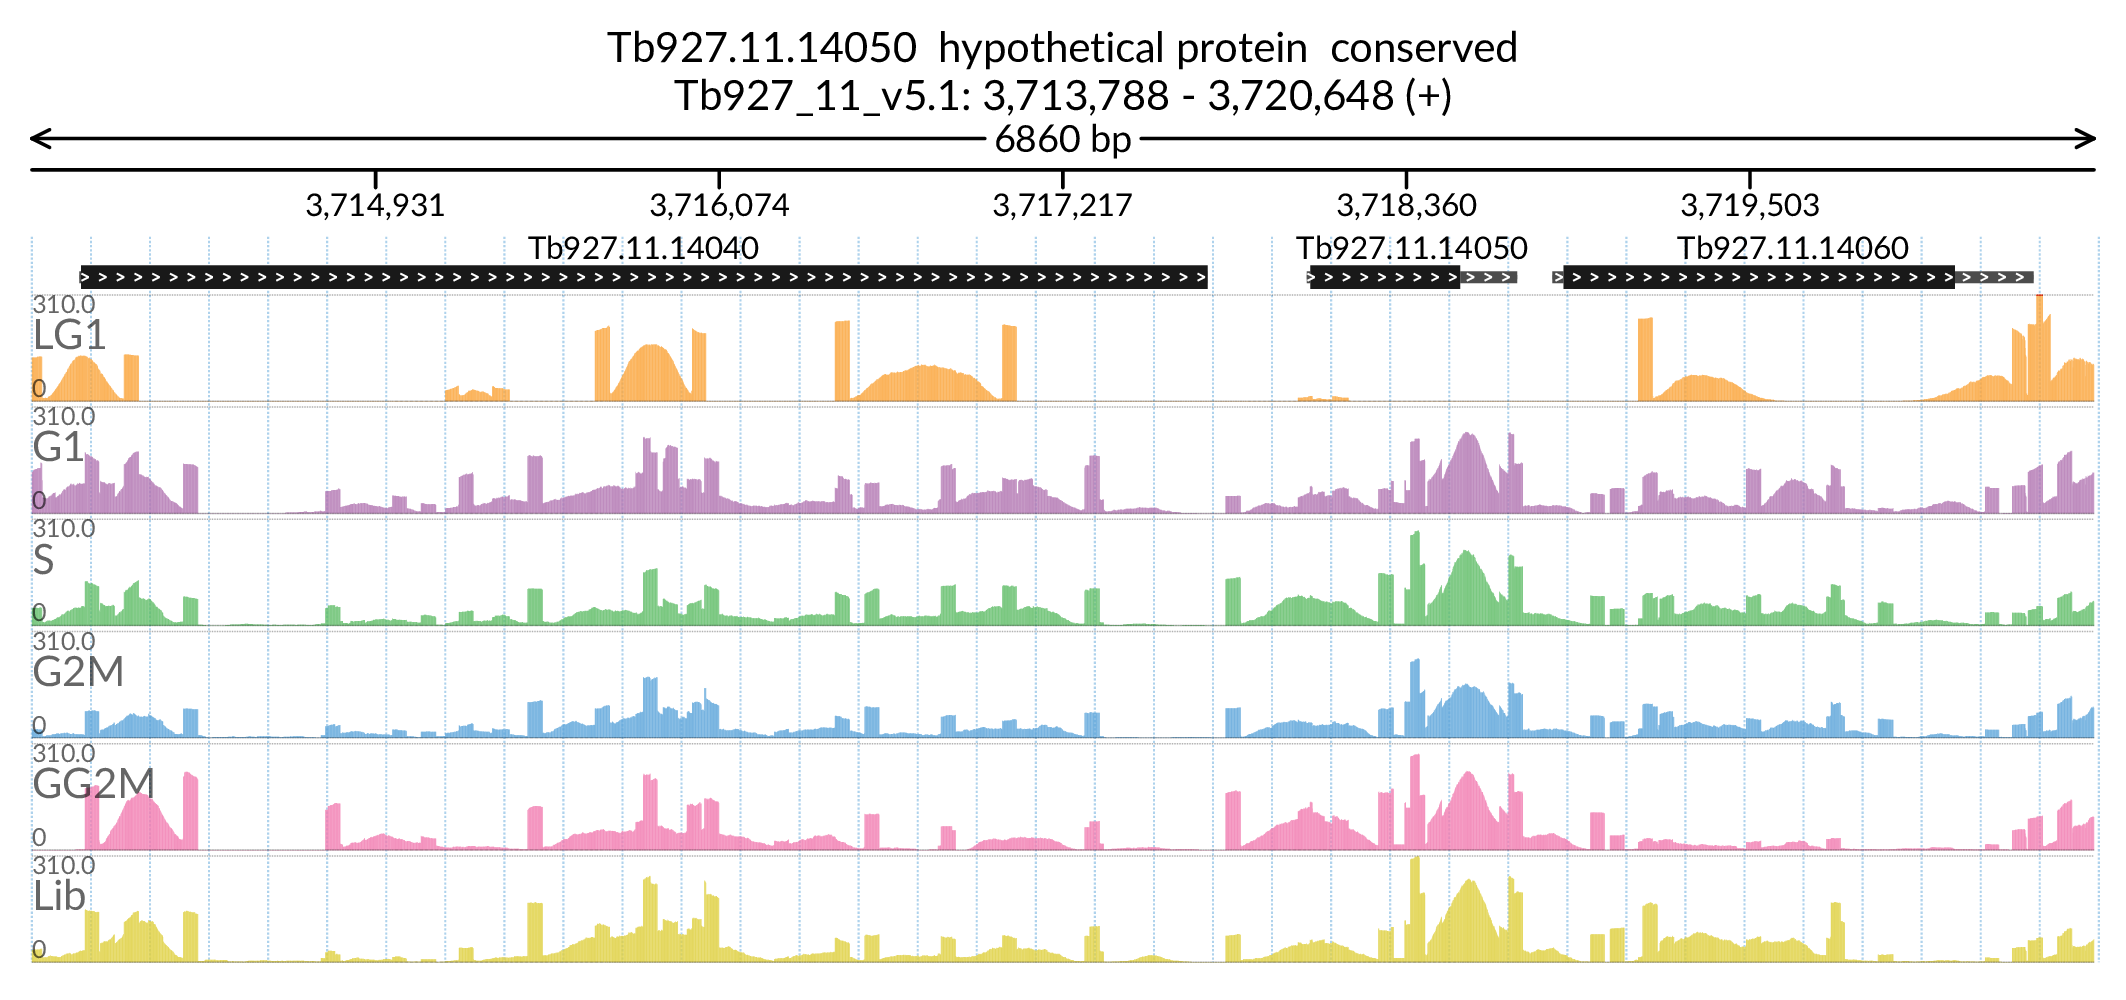 Tb927.11.14050  hypothetical protein  conserved
Tb927_11_v5.1: 3,713,788 - 3,720,648 (+)
6860 bp
3,714,931 3,716,074 3,717,217 3,718,360 3,719,503
Tb927.11.14040 Tb927.11.14050 Tb927.11.14060
310.0
LG1
0
310.0
G1
0
310.0
S
0
310.0
G2M
0
310.0
GG2M
0
310.0
Lib
0